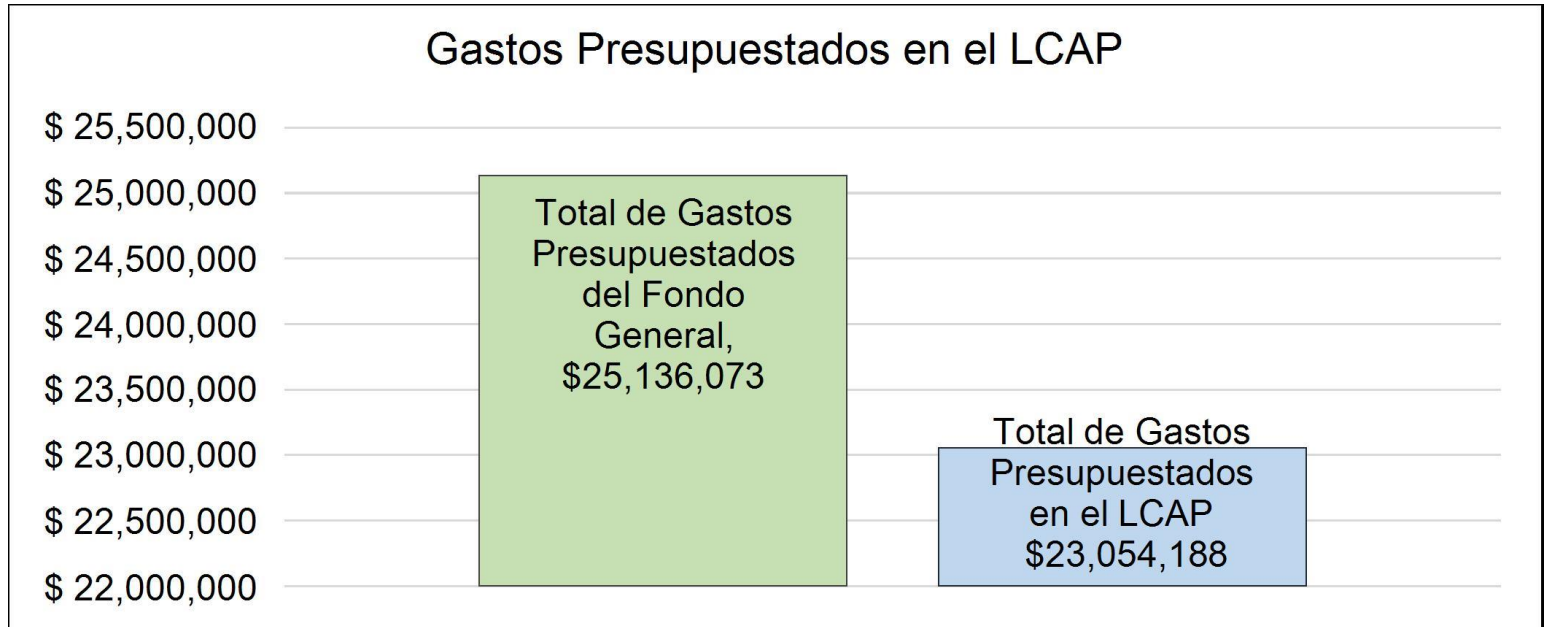 Gastos Presupuestados en el LCAP
$ 25,500,000
$ 25,000,000
$ 24,500,000
$ 24,000,000
$ 23,500,000
$ 23,000,000
$ 22,500,000
$ 22,000,000
Total de Gastos
Presupuestados
del Fondo
General,
$25,136,073
Total de Gastos
Presupuestados
en el LCAP
$23,054,188